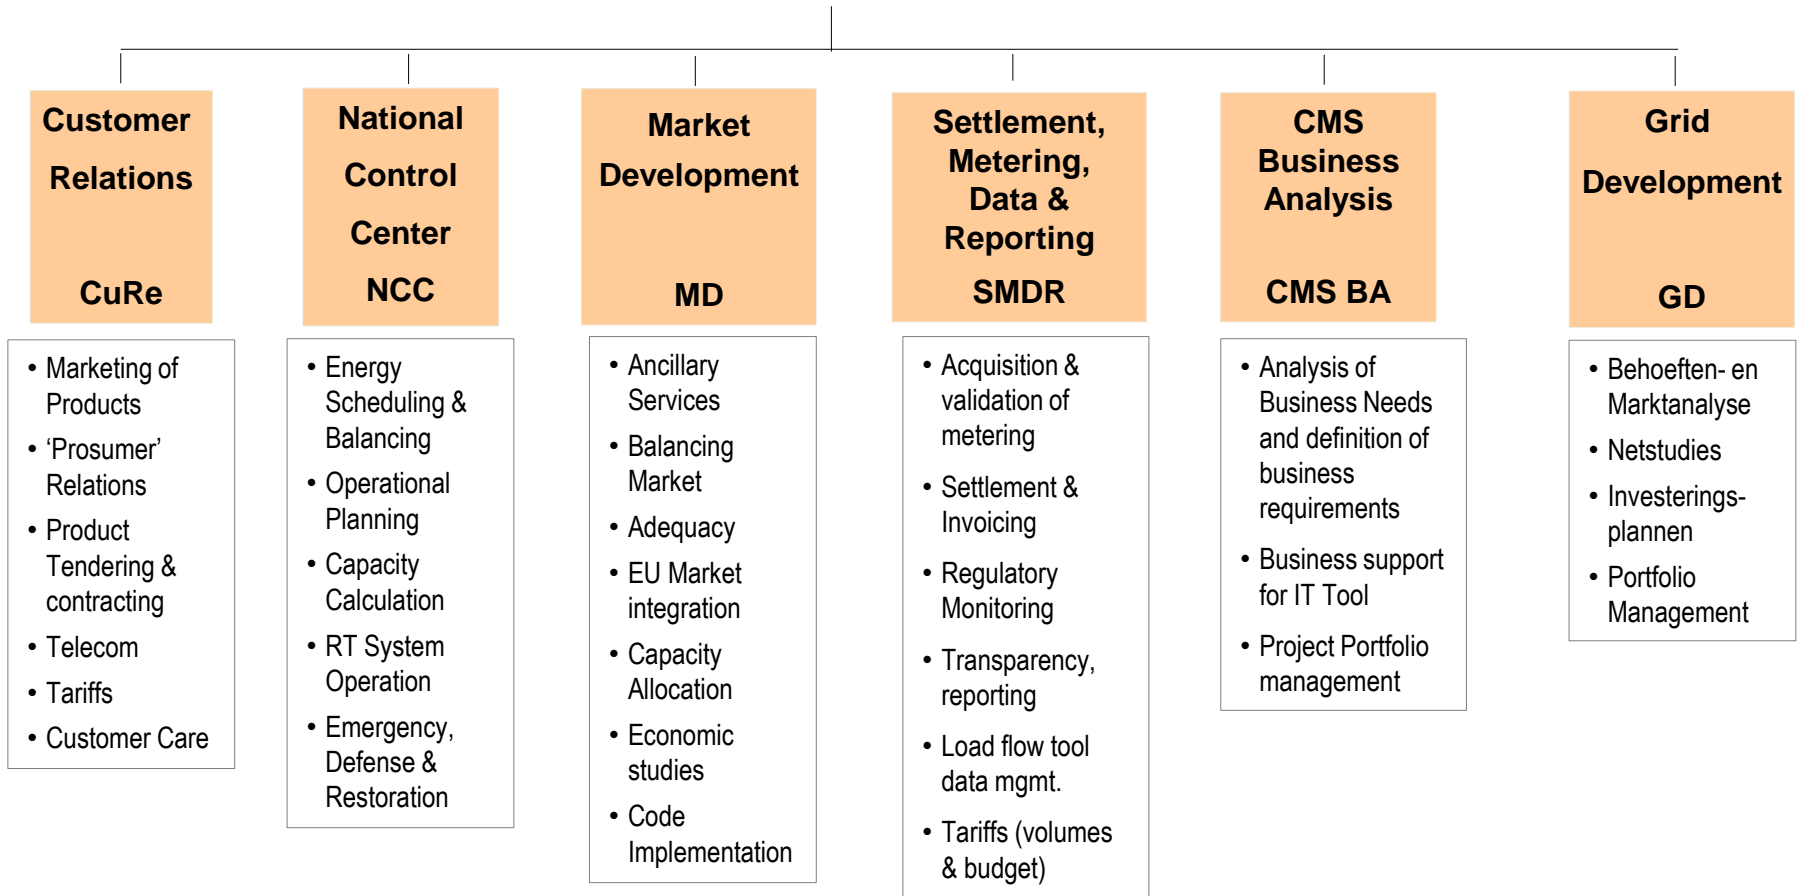 Customer
Relations
CuRe
• Marketing of
Products
• ‘Prosumer’
Relations
• Product
Tendering &
contracting
• Telecom
• Tariffs
• Customer Care
National
Control
Center
NCC
• Energy
Scheduling &
Balancing
• Operational
Planning
• Capacity
Calculation
• RT System
Operation
• Emergency,
Defense &
Restoration
Market
Development
MD
• Ancillary
Services
• Balancing
Market
• Adequacy
• EU Market
integration
• Capacity
Allocation
• Economic
studies
• Code
Implementation
Settlement,
Metering,
Data &
Reporting
SMDR
• Acquisition &
validation of
metering
• Settlement &
Invoicing
• Regulatory
Monitoring
• Transparency,
reporting
• Load flow tool
data mgmt.
• Tariffs (volumes
& budget)
CMS
Business
Analysis
CMS BA
• Analysis of
Business Needs
and definition of
business
requirements
• Business support
for IT Tool
• Project Portfolio
management
Grid
Development
GD
• Behoeften- en
Marktanalyse
• Netstudies
• Investerings-
plannen
• Portfolio
Management